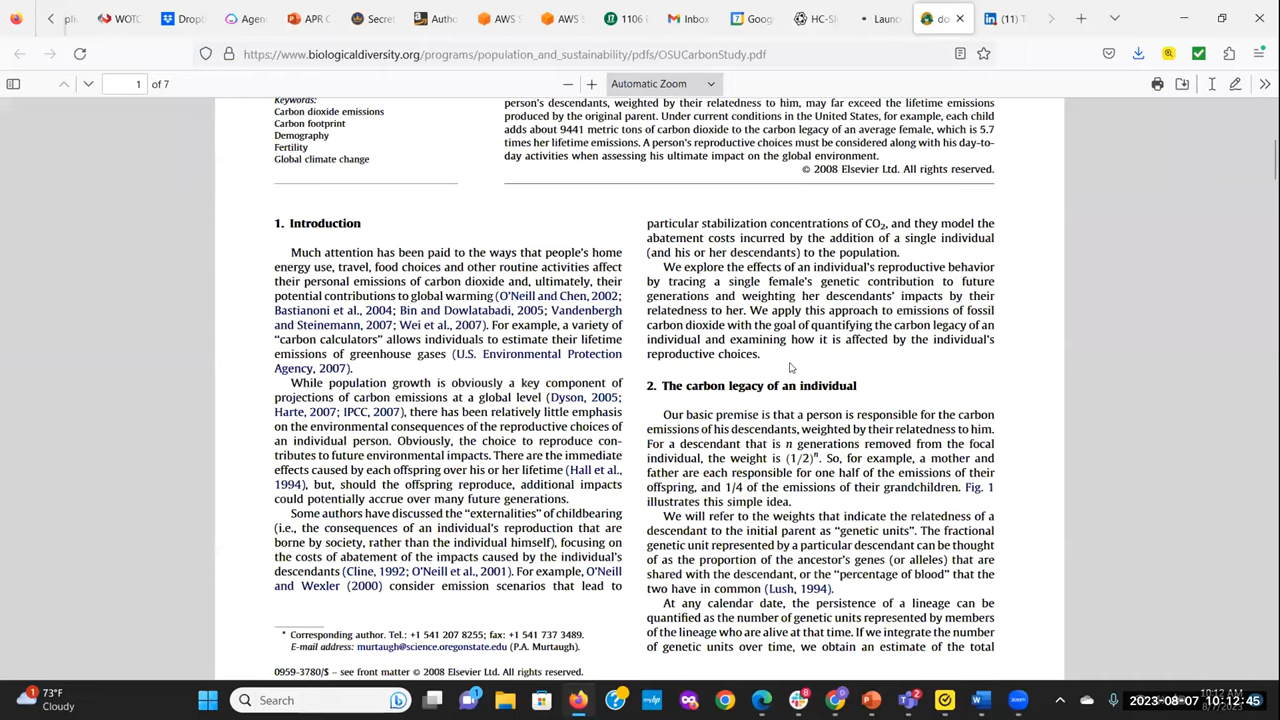 WOTC
Dropb
Agend
APR C
Secret
Autho
AWS S
AWS S
1106 E
Inbox
Googl
HC-SH
Launc
do
(11) T
https://www.biologicaldiversity.org/programs/population_and_sustainability/pdfs/OSUCarbonStudy.pdf
1 of 7
Automatic Zoom
Keywords:
Carbon dioxide emissions
Carbon footprint
Demography
Fertility
Global climate change
person's descendants, weighted by their relatedness to him, may far exceed the lifetime emissions
produced by the original parent. Under current conditions in the United States, for example, each child
adds about 9441 metric tons of carbon dioxide to the carbon legacy of an average female, which is 5.7
times her lifetime emissions. A person's reproductive choices must be considered along with his day-to-
day activities when assessing his ultimate impact on the global environment.
© 2008 Elsevier Ltd. All rights reserved.
1. Introduction
Much attention has been paid to the ways that people's home
energy use, travel, food choices and other routine activities affect
their personal emissions of carbon dioxide and, ultimately, their
potential contributions to global warming (O'Neill and Chen, 2002;
Bastianoni et al., 2004; Bin and Dowlatabadi, 2005; Vandenbergh
and Steinemann, 2007; Wei et al., 2007). For example, a variety of
“carbon calculators” allows individuals to estimate their lifetime
emissions of greenhouse gases (U.S. Environmental Protection
Agency, 2007).
While population growth is obviously a key component of
projections of carbon emissions at a global level (Dyson, 2005;
Harte, 2007; IPCC, 2007), there has been relatively little emphasis
on the environmental consequences of the reproductive choices of
an individual person. Obviously, the choice to reproduce con-
tributes to future environmental impacts. There are the immediate
effects caused by each offspring over his or her lifetime (Hall et al.,
1994), but, should the offspring reproduce, additional impacts
could potentially accrue over many future generations.
Some authors have discussed the “externalities” of childbearing
(i.e., the consequences of an individual's reproduction that are
borne by society, rather than the individual himself), focusing on
the costs of abatement of the impacts caused by the individual's
descendants (Cline, 1992; O'Neill et al., 2001). For example, O'Neill
and Wexler (2000) consider emission scenarios that lead to
* Corresponding author. Tel.: +1 541 207 8255; fax: +1 541 737 3489.
E-mail address: murtaugh@science.oregonstate.edu (P.A. Murtaugh).
0959-3780/$ – see front matter © 2008 Elsevier Ltd. All rights reserved.
particular stabilization concentrations of CO₂, and they model the
abatement costs incurred by the addition of a single individual
(and his or her descendants) to the population.
We explore the effects of an individual's reproductive behavior
by tracing a single female's genetic contribution to future
generations and weighting her descendants' impacts by their
relatedness to her. We apply this approach to emissions of fossil
carbon dioxide with the goal of quantifying the carbon legacy of an
individual and examining how it is affected by the individual's
reproductive choices.
2. The carbon legacy of an individual
Our basic premise is that a person is responsible for the carbon
emissions of his descendants, weighted by their relatedness to him.
For a descendant that is n generations removed from the focal
individual, the weight is (1/2)ⁿ. So, for example, a mother and
father are each responsible for one half of the emissions of their
offspring, and 1/4 of the emissions of their grandchildren. Fig. 1
illustrates this simple idea.
We will refer to the weights that indicate the relatedness of a
descendant to the initial parent as “genetic units”. The fractional
genetic unit represented by a particular descendant can be thought
of as the proportion of the ancestor's genes (or alleles) that are
shared with the descendant, or the “percentage of blood” that the
two have in common (Lush, 1994).
At any calendar date, the persistence of a lineage can be
quantified as the number of genetic units represented by members
of the lineage who are alive at that time. If we integrate the number
of genetic units over time, we obtain an estimate of the total
73°F
Cloudy
Search
2023-08-07 10:12:45